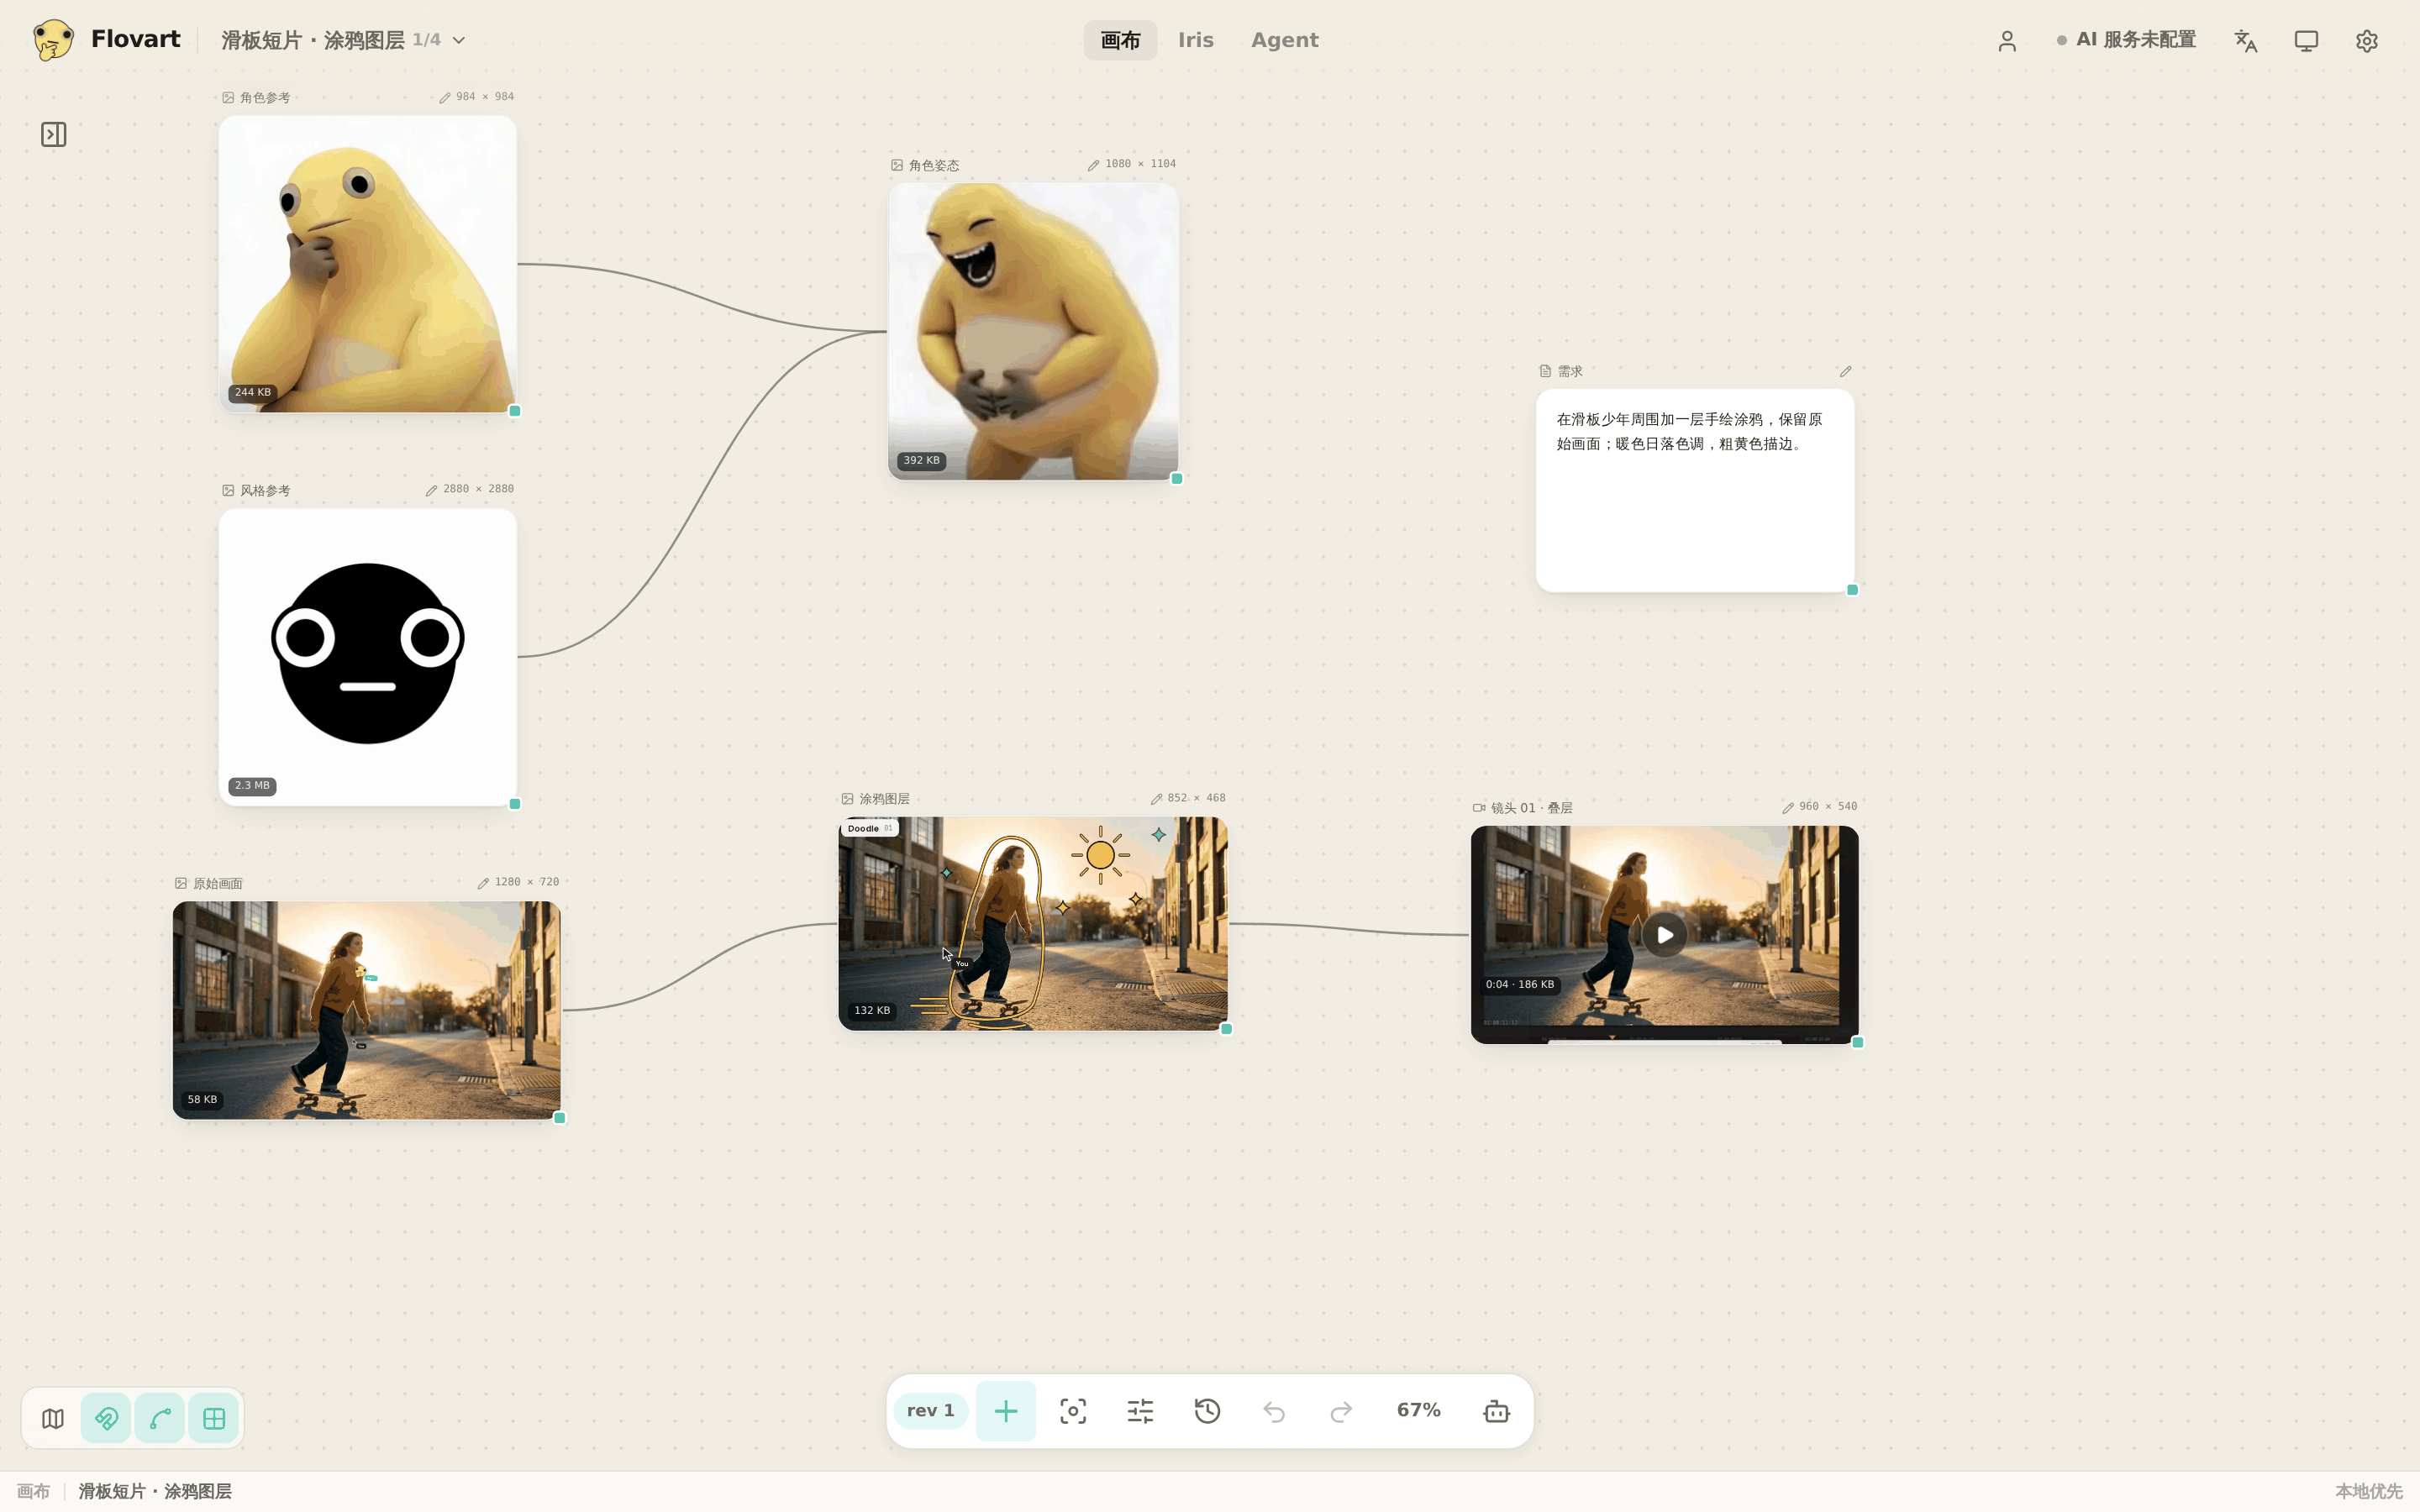 Flovart
滑板短片 · 涂鸦图层 1/4
画布
Iris
Agent
AI 服务未配置
角色参考
984 × 984
244 KB
角色姿态
1080 × 1104
392 KB
需求
在滑板少年周围加一层手绘涂鸦，保留原
始画面；暖色日落色调，粗黄色描边。
风格参考
2880 × 2880
2.3 MB
涂鸦图层
852 × 468
Doodle 01
You
132 KB
镜头 01 · 叠层
960 × 540
0:04 · 186 KB
原始画面
1280 × 720
58 KB
rev 1
67%
画布
滑板短片 · 涂鸦图层
本地优先